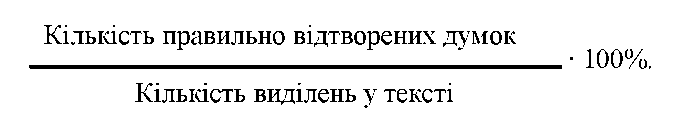 Кількість правильно відтворених думок
· 100%.
Кількість виділень у тексті